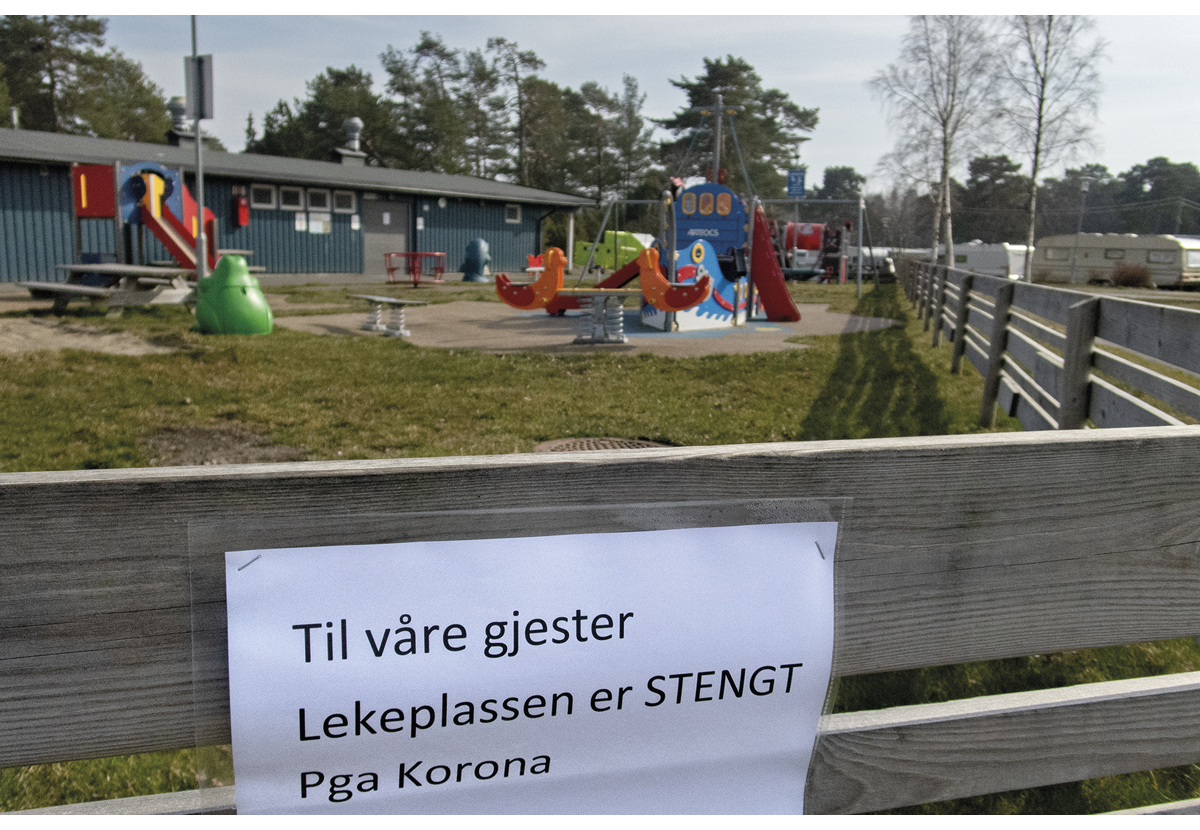 Til våre gjester
Lekeplassen er STENGT
Pga Korona